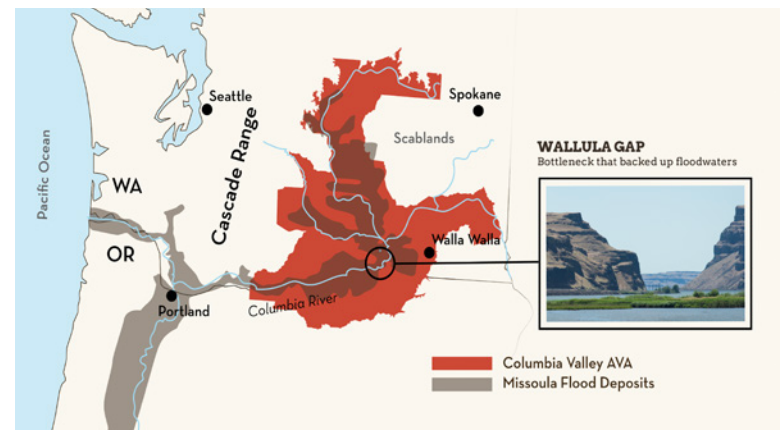 Seattle
Spokane
Scablands
Cascade Range
Pacific Ocean
WA
OR
WALLULA GAP
Bottleneck that backed up floodwaters
Walla Walla
Columbia River
Portland
Columbia Valley AVA
Missoula Flood Deposits